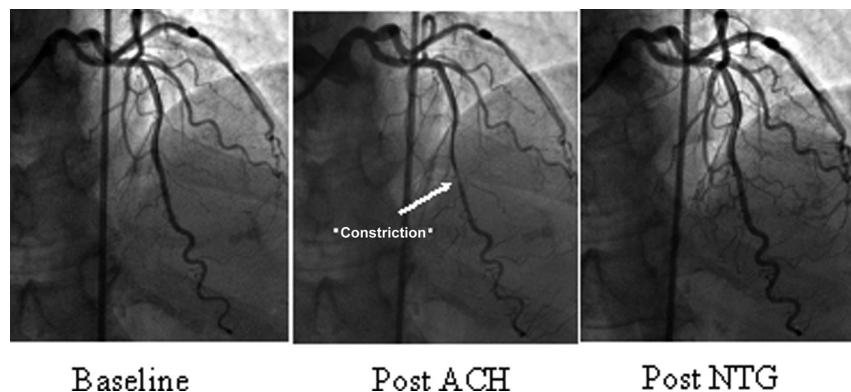 *Constriction*
Baseline
Post ACH
Post NTG